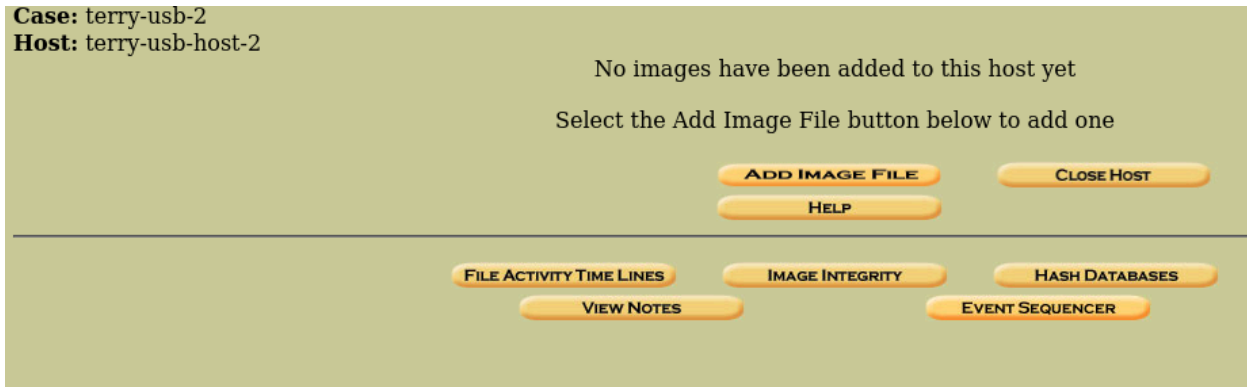 Case: terry-usb-2
Host: terry-usb-host-2
No images have been added to this host yet
Select the Add Image File button below to add one
ADD IMAGE FILE
CLOSE HOST
HELP
FILE ACTIVITY TIME LINES
IMAGE INTEGRITY
HASH DATABASES
VIEW NOTES
EVENT SEQUENCER